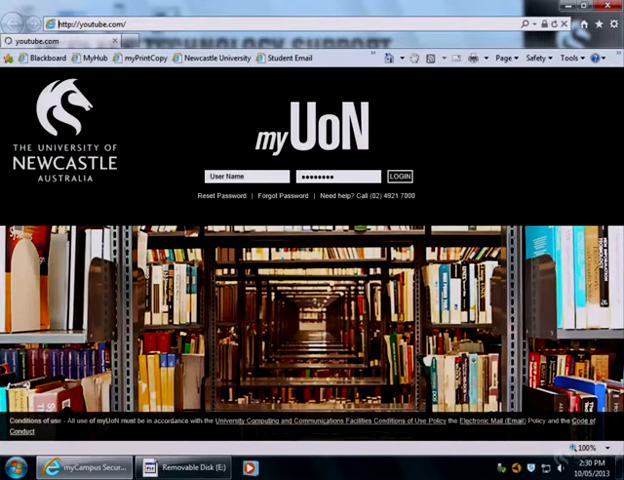 http://youtube.com/
youtube.com
Blackboard MyHub myPrintCopy Newcastle University Student Email Page Safety Tools
THE UNIVERSITY OF
NEWCASTLE
AUSTRALIA
myUoN
User Name LOGIN
Reset Password | Forgot Password | Need help? Call (02) 4921 7000
Conditions of use - All use of myUoN must be in accordance with the University Computing and Communications Facilities Conditions of Use Policy the Electronic Mail (Email) Policy and the Code of
Conduct
100%
myCampus Secur... Removable Disk (E:) 2:30 PM
10/05/2013